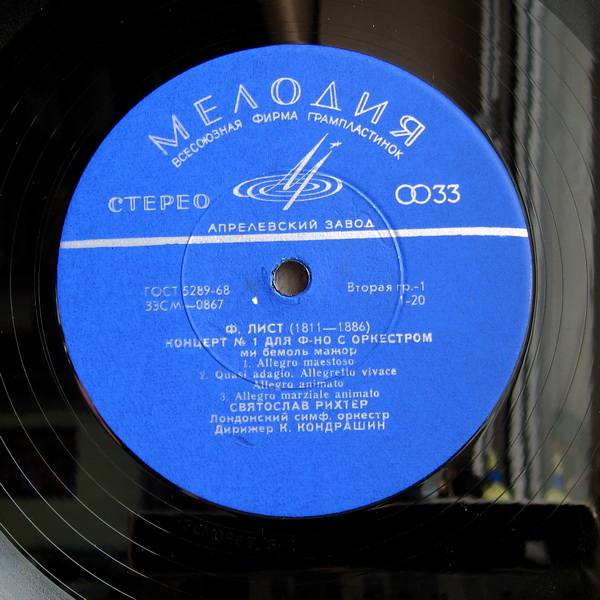 МЕЛОДИЯ
ВСЕСОЮЗНАЯ ФИРМА ГРАМПЛАСТИНОК
СТЕРЕО
33
АПРЕЛЕВСКИЙ ЗАВОД
ГОСТ 5289-68
Вторая гр.-1
33СМ—0867
1-20
Ф. ЛИСТ (1811—1886)
КОНЦЕРТ № 1 ДЛЯ Ф-НО С ОРКЕСТРОМ
ми бемоль мажор
1. Allegro maestoso
2. Quasi adagio. Allegretto vivace
Allegro animato
3. Allegro marziale animato
СВЯТОСЛАВ РИХТЕР
Лондонский симф. оркестр
Дирижер К. КОНДРАШИН